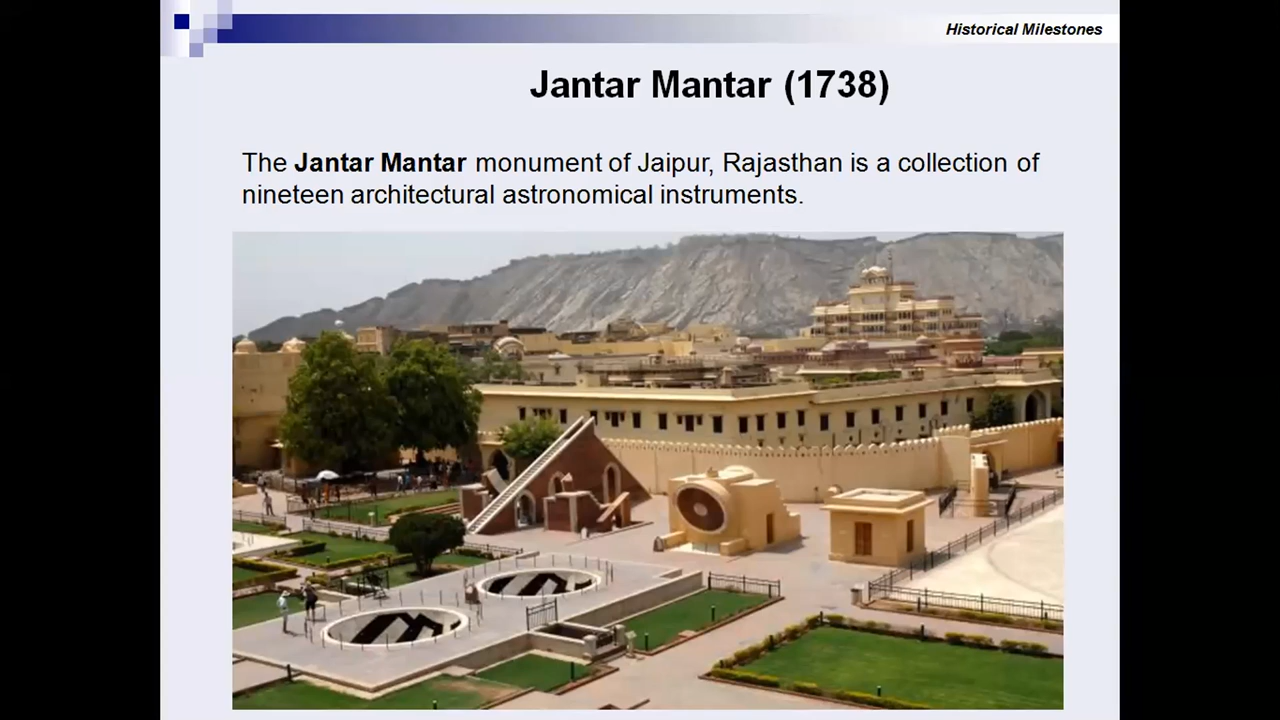 Historical Milestones
Jantar Mantar (1738)
The Jantar Mantar monument of Jaipur, Rajasthan is a collection of
nineteen architectural astronomical instruments.